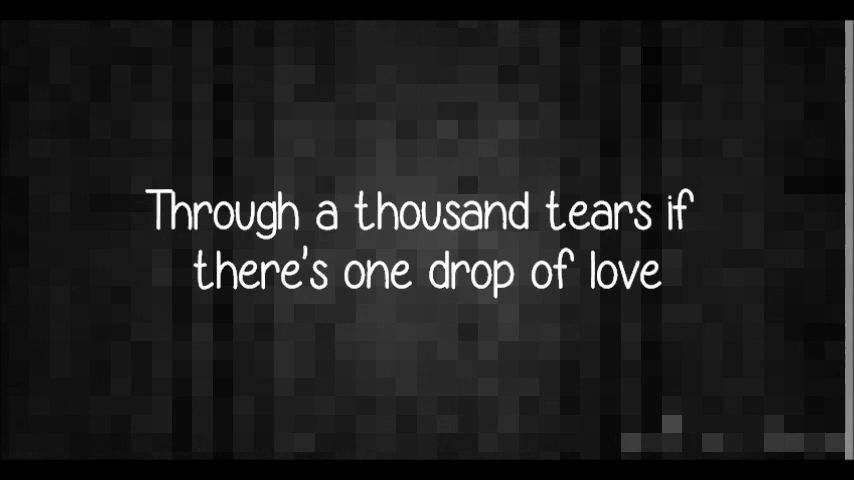 Through a thousand tears if
there's one drop of love